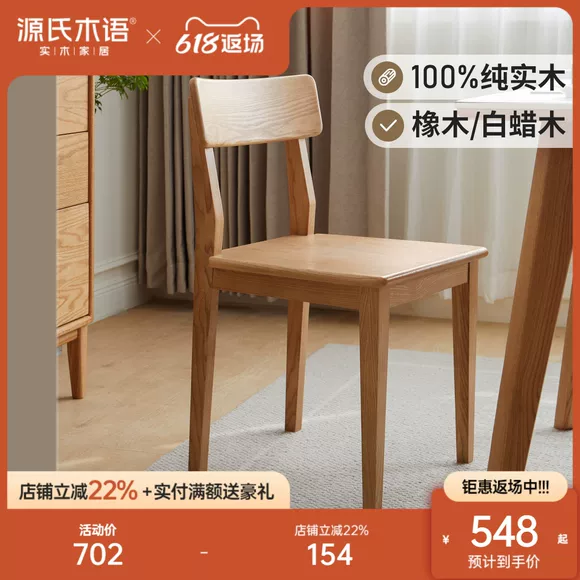 源氏木语®
实|木|家|居
×
618返场
100%纯实木
橡木/白蜡木
店铺立减22%+实付满额送豪礼
钜惠返场中!!!
活动价
702
-
店铺立减22%
154
¥ 548 起
预计到手价